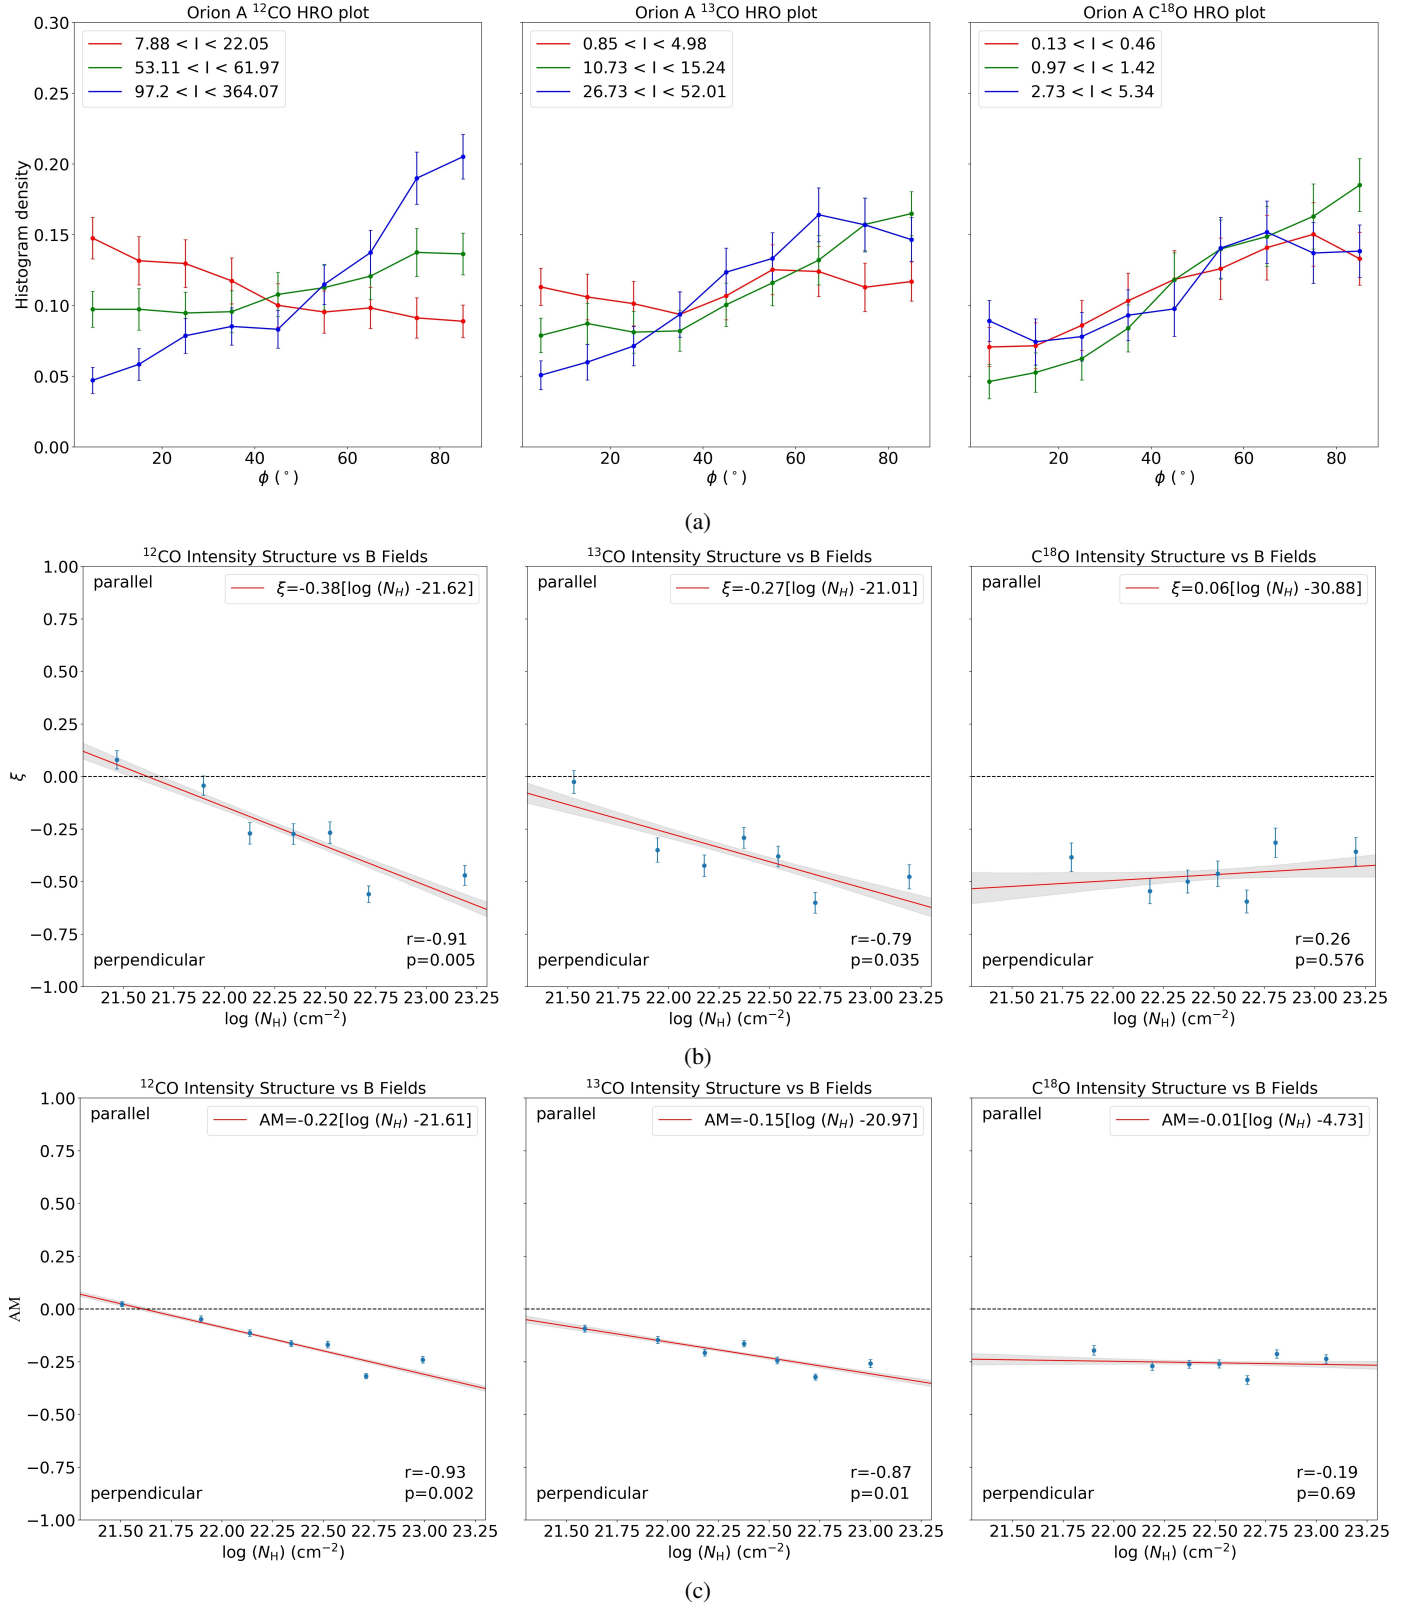 Orion A ¹²CO HRO plot
Orion A ¹³CO HRO plot
Orion A C¹⁸O HRO plot
7.88 < I < 22.05
53.11 < I < 61.97
97.2 < I < 364.07
0.85 < I < 4.98
10.73 < I < 15.24
26.73 < I < 52.01
0.13 < I < 0.46
0.97 < I < 1.42
2.73 < I < 5.34
Histogram density
0.30
0.25
0.20
0.15
0.10
0.05
0.00
20 40 60 80
20 40 60 80
20 40 60 80
ϕ (°)
ϕ (°)
ϕ (°)
(a)
¹²CO Intensity Structure vs B Fields
¹³CO Intensity Structure vs B Fields
C¹⁸O Intensity Structure vs B Fields
parallel
ξ=-0.38[log (N_H) -21.62]
parallel
ξ=-0.27[log (N_H) -21.01]
parallel
ξ=0.06[log (N_H) -30.88]
ξ
1.00
0.75
0.50
0.25
0.00
−0.25
−0.50
−0.75
−1.00
r=-0.91
perpendicular
p=0.005
r=-0.79
perpendicular
p=0.035
r=0.26
perpendicular
p=0.576
21.50 21.75 22.00 22.25 22.50 22.75 23.00 23.25
21.50 21.75 22.00 22.25 22.50 22.75 23.00 23.25
21.50 21.75 22.00 22.25 22.50 22.75 23.00 23.25
log (N_H) (cm⁻²)
log (N_H) (cm⁻²)
log (N_H) (cm⁻²)
(b)
¹²CO Intensity Structure vs B Fields
¹³CO Intensity Structure vs B Fields
C¹⁸O Intensity Structure vs B Fields
parallel
AM=-0.22[log (N_H) -21.61]
parallel
AM=-0.15[log (N_H) -20.97]
parallel
AM=-0.01[log (N_H) -4.73]
AM
1.00
0.75
0.50
0.25
0.00
−0.25
−0.50
−0.75
−1.00
r=-0.93
perpendicular
p=0.002
r=-0.87
perpendicular
p=0.01
r=-0.19
perpendicular
p=0.69
21.50 21.75 22.00 22.25 22.50 22.75 23.00 23.25
21.50 21.75 22.00 22.25 22.50 22.75 23.00 23.25
21.50 21.75 22.00 22.25 22.50 22.75 23.00 23.25
log (N_H) (cm⁻²)
log (N_H) (cm⁻²)
log (N_H) (cm⁻²)
(c)